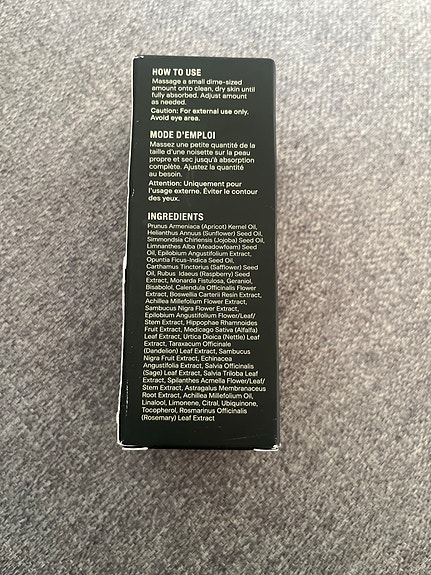 HOW TO USE
Massage a small dime-sized
amount onto clean, dry skin until
fully absorbed. Adjust amount
as needed.
Caution: For external use only.
Avoid eye area.
MODE D'EMPLOI
Massez une petite quantité de la
taille d'une noisette sur la peau
propre et sec jusqu'à absorption
complète. Ajustez la quantité
au besoin.
Attention: Uniquement pour
l'usage externe. Éviter le contour
des yeux.
INGREDIENTS
Prunus Armeniaca (Apricot) Kernel Oil,
Helianthus Annuus (Sunflower) Seed Oil,
Simmondsia Chinensis (Jojoba) Seed Oil,
Limnanthes Alba (Meadowfoam) Seed
Oil, Epilobium Angustifolium Extract,
Opuntia Ficus-Indica Seed Oil,
Carthamus Tinctorius (Safflower) Seed
Oil, Rubus Idaeus (Raspberry) Seed
Extract, Monarda Fistulosa, Geraniol,
Bisabolol, Calendula Officinalis Flower
Extract, Boswellia Carterii Resin Extract,
Achillea Millefolium Flower Extract,
Sambucus Nigra Flower Extract,
Epilobium Angustifolium Flower/Leaf/
Stem Extract, Hippophae Rhamnoides
Fruit Extract, Medicago Sativa (Alfalfa)
Leaf Extract, Urtica Dioica (Nettle) Leaf
Extract, Taraxacum Officinale
(Dandelion) Leaf Extract, Sambucus
Nigra Fruit Extract, Echinacea
Angustifolia Extract, Salvia Officinalis
(Sage) Leaf Extract, Salvia Triloba Leaf
Extract, Spilanthes Acmella Flower/Leaf/
Stem Extract, Astragalus Membranaceus
Root Extract, Achillea Millefolium Oil,
Linalool, Limonene, Citral, Ubiquinone,
Tocopherol, Rosmarinus Officinalis
(Rosemary) Leaf Extract